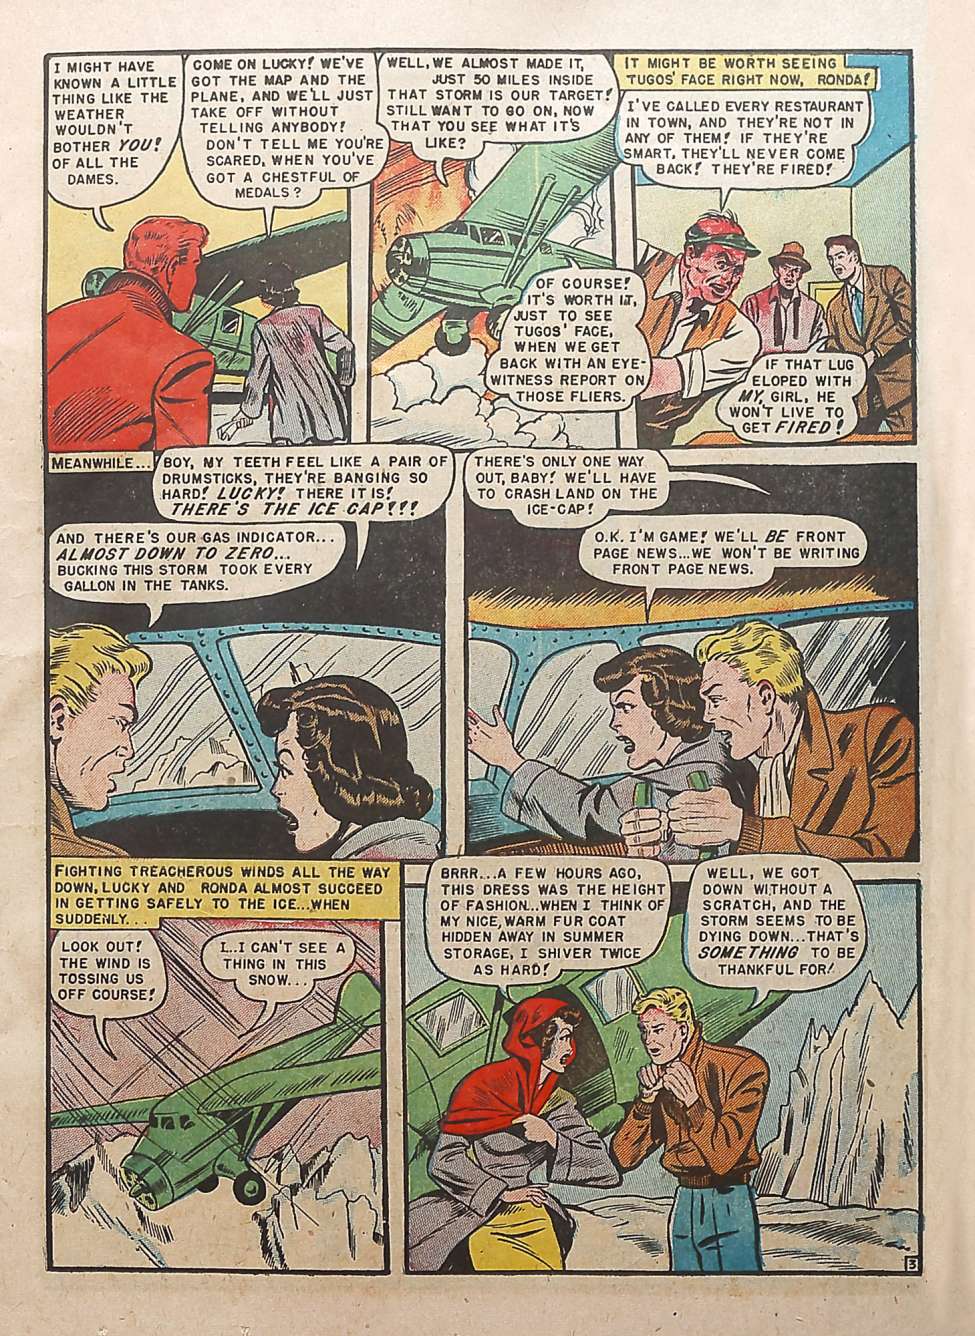 I MIGHT HAVE
KNOWN A LITTLE
THING LIKE THE
WEATHER
WOULDN'T
BOTHER YOU!
OF ALL THE
DAMES.
COME ON LUCKY! WE'VE
GOT THE MAP AND THE
PLANE, AND WE'LL JUST
TAKE OFF WITHOUT
TELLING ANYBODY!
DON'T TELL ME YOU'RE
SCARED, WHEN YOU'VE
GOT A CHESTFUL OF
MEDALS?
WELL, WE ALMOST MADE IT,
JUST 50 MILES INSIDE
THAT STORM IS OUR TARGET!
STILL WANT TO GO ON, NOW
THAT YOU SEE WHAT IT'S
LIKE?
OF COURSE!
IT'S WORTH IT,
JUST TO SEE
TUGOS' FACE,
WHEN WE GET
BACK WITH AN EYE-
WITNESS REPORT ON
THOSE FLIERS.
IT MIGHT BE WORTH SEEING
TUGOS' FACE RIGHT NOW, RONDA!
I'VE CALLED EVERY RESTAURANT
IN TOWN, AND THEY'RE NOT IN
ANY OF THEM! IF THEY'RE
SMART, THEY'LL NEVER COME
BACK! THEY'RE FIRED!
IF THAT LUG
ELOPED WITH
MY, GIRL, HE
WON'T LIVE TO
GET FIRED!
MEANWHILE...
BOY, MY TEETH FEEL LIKE A PAIR OF
DRUMSTICKS, THEY'RE BANGING SO
HARD! LUCKY! THERE IT IS!
THERE'S THE ICE CAP!!!
AND THERE'S OUR GAS INDICATOR...
ALMOST DOWN TO ZERO...
BUCKING THIS STORM TOOK EVERY
GALLON IN THE TANKS.
THERE'S ONLY ONE WAY
OUT, BABY! WE'LL HAVE
TO CRASH LAND ON THE
ICE-CAP!
O.K. I'M GAME! WE'LL BE FRONT
PAGE NEWS...WE WON'T BE WRITING
FRONT PAGE NEWS.
FIGHTING TREACHEROUS WINDS ALL THE WAY
DOWN, LUCKY AND RONDA ALMOST SUCCEED
IN GETTING SAFELY TO THE ICE...WHEN
SUDDENLY...
LOOK OUT!
THE WIND IS
TOSSING US
OFF COURSE!
I...I CAN'T SEE A
THING IN THIS
SNOW...
BRRR...A FEW HOURS AGO,
THIS DRESS WAS THE HEIGHT
OF FASHION...WHEN I THINK OF
MY NICE, WARM FUR COAT
HIDDEN AWAY IN SUMMER
STORAGE, I SHIVER TWICE
AS HARD!
WELL, WE GOT
DOWN WITHOUT A
SCRATCH, AND THE
STORM SEEMS TO BE
DYING DOWN...THAT'S
SOMETHING TO BE
THANKFUL FOR!
3